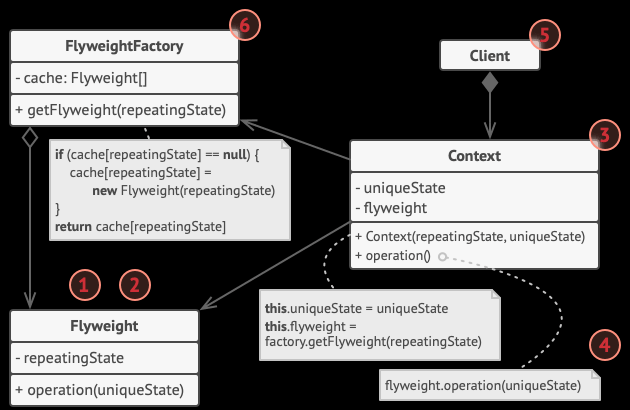 6
FlyweightFactory
- cache: Flyweight[]
+ getFlyweight(repeatingState)
if (cache[repeatingState] == null) {
cache[repeatingState] =
new Flyweight(repeatingState)
}
return cache[repeatingState]
5
Client
3
Context
- uniqueState
- flyweight
+ Context(repeatingState, uniqueState)
+ operation()
this.uniqueState = uniqueState
this.flyweight =
factory.getFlyweight(repeatingState)
4
flyweight.operation(uniqueState)
1 2
Flyweight
- repeatingState
+ operation(uniqueState)